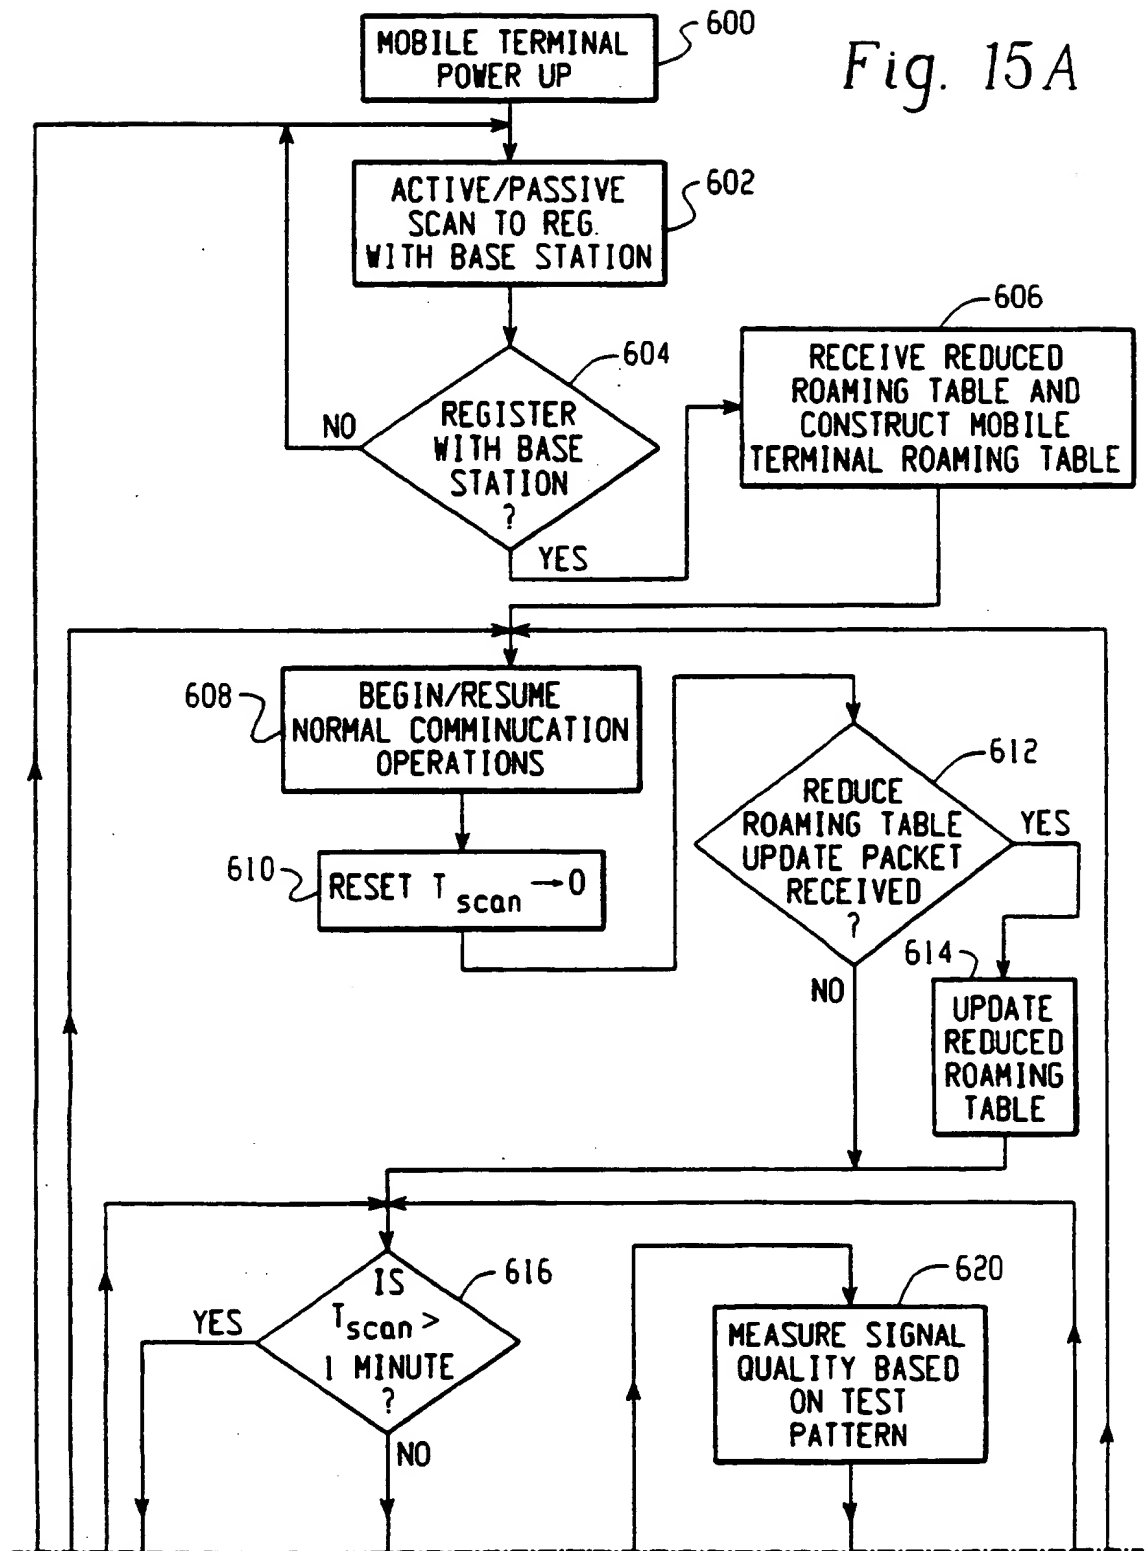 600
MOBILE TERMINAL
POWER UP
Fig. 15A
602
ACTIVE/PASSIVE
SCAN TO REG.
WITH BASE STATION
606
RECEIVE REDUCED
ROAMING TABLE AND
CONSTRUCT MOBILE
TERMINAL ROAMING TABLE
604
REGISTER
WITH BASE
STATION
?
NO
YES
608
BEGIN/RESUME
NORMAL COMMINUCATION
OPERATIONS
610
RESET T scan →0
612
REDUCE
ROAMING TABLE
UPDATE PACKET
RECEIVED
?
YES
NO
614
UPDATE
REDUCED
ROAMING
TABLE
616
IS
Tscan >
1 MINUTE
?
YES
NO
620
MEASURE SIGNAL
QUALITY BASED
ON TEST
PATTERN